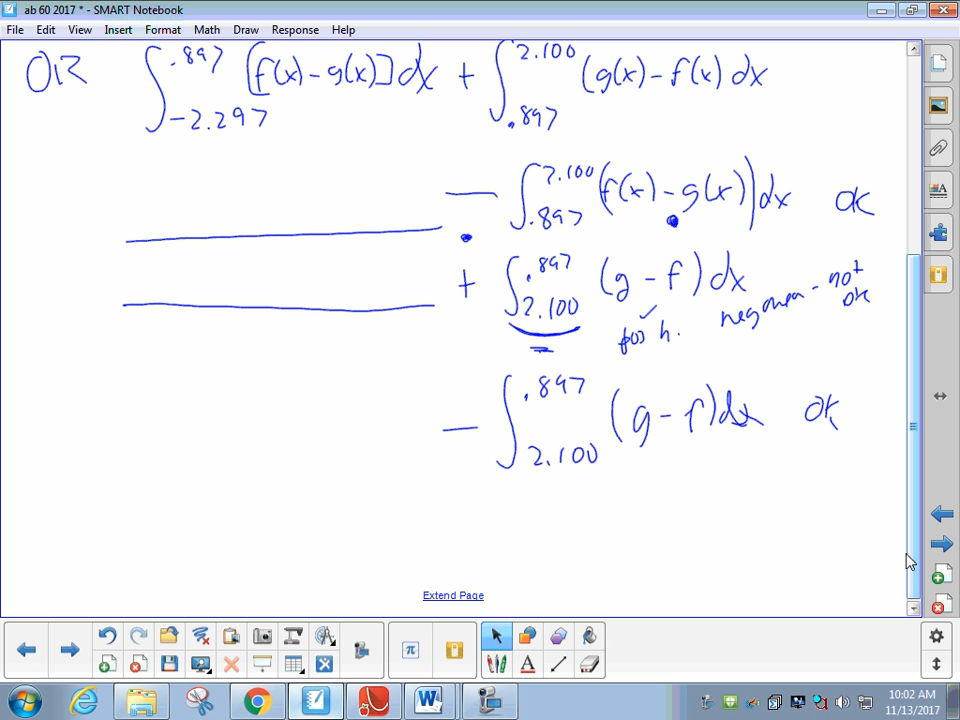 ab 60 2017 * - SMART Notebook
File Edit View Insert Format Math Draw Response Help
OR ∫_{-2.297}^{.897} [f(x) - g(x)] dx + ∫_{.897}^{2.100} (g(x) - f(x) dx
— ∫_{.897}^{2.100} (f(x) - g(x)) dx OK
+ ∫_{2.100}^{.897} (g - f) dx
pos h. neg area - not OK
— ∫_{2.100}^{.897} (g - f) dx OK
Extend Page
π
A
10:02 AM
11/13/2017